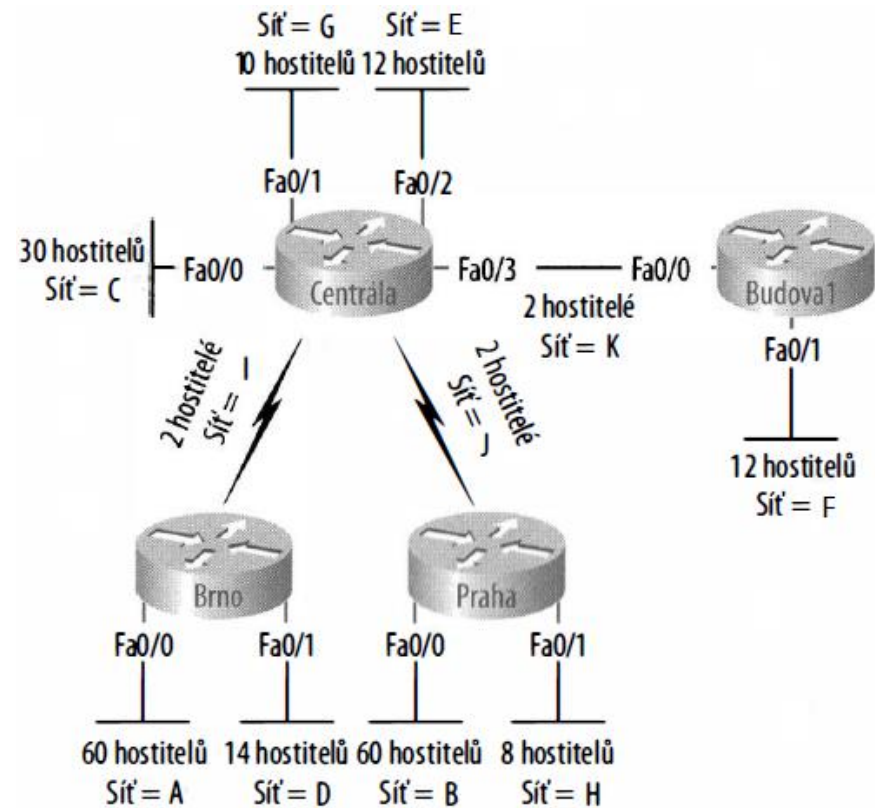 Síť = G
10 hostitelů
Síť = E
12 hostitelů
Fa0/1
Fa0/2
30 hostitelů
Síť = C
Fa0/0
Centrála
Fa0/3
Fa0/0
Budova1
2 hostitelé
Síť = K
Fa0/1
2 hostitelé
Síť = I
2 hostitelé
Síť = J
12 hostitelů
Síť = F
Brno
Praha
Fa0/0
Fa0/1
Fa0/0
Fa0/1
60 hostitelů
Síť = A
14 hostitelů
Síť = D
60 hostitelů
Síť = B
8 hostitelů
Síť = H